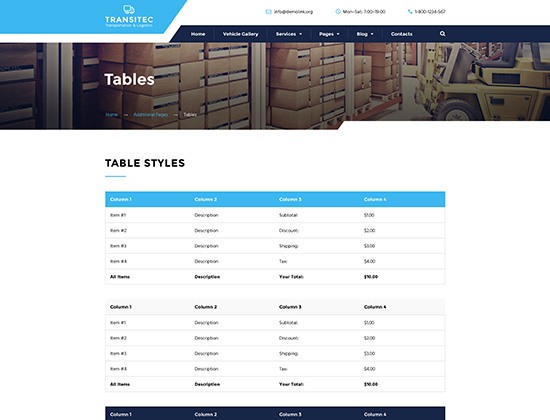 TRANSITEC
Transportation & Logistic
info@demolink.org
Mon–Sat: 7:00–19:00
1-800-1234-567
Home
Vehicle Gallery
Services
Pages
Blog
Contacts
Tables
Home → Additional Pages → Tables
TABLE STYLES
Column 1 Column 2 Column 3 Column 4
Item #1 Description Subtotal: $1.00
Item #2 Description Discount: $2.00
Item #3 Description Shipping: $3.00
Item #4 Description Tax: $4.00
All Items Description Your Total: $10.00
Column 1 Column 2 Column 3 Column 4
Item #1 Description Subtotal: $1.00
Item #2 Description Discount: $2.00
Item #3 Description Shipping: $3.00
Item #4 Description Tax: $4.00
All Items Description Your Total: $10.00
Column 1 Column 2 Column 3 Column 4